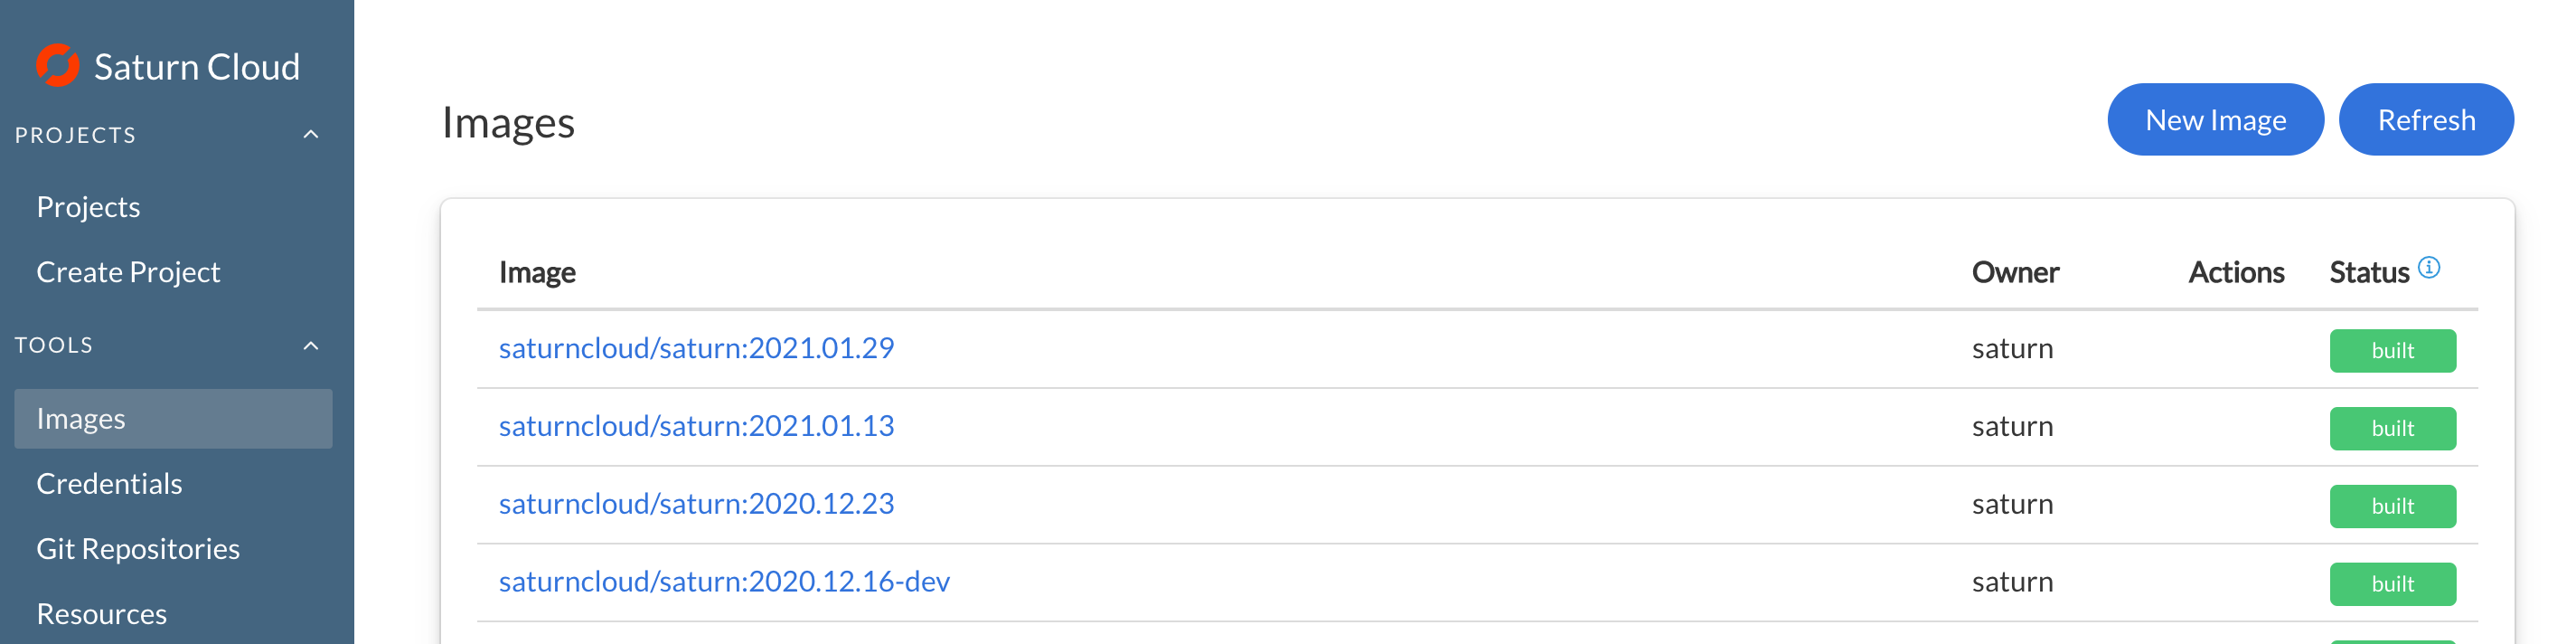 Saturn Cloud
PROJECTS
Projects
Create Project
TOOLS
Images
Credentials
Git Repositories
Resources
Images
New Image
Refresh
Image Owner Actions Status
saturncloud/saturn:2021.01.29 saturn built
saturncloud/saturn:2021.01.13 saturn built
saturncloud/saturn:2020.12.23 saturn built
saturncloud/saturn:2020.12.16-dev saturn built